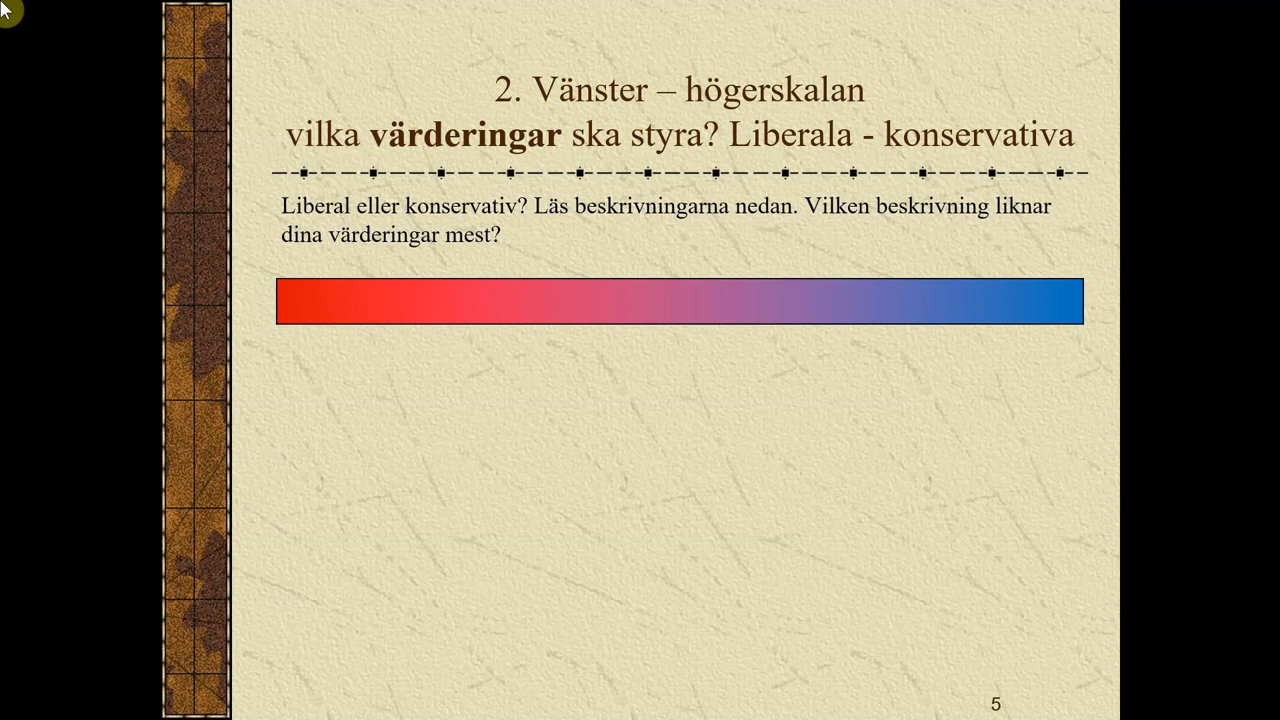 2. Vänster – högerskalan
vilka värderingar ska styra? Liberala - konservativa
Liberal eller konservativ? Läs beskrivningarna nedan. Vilken beskrivning liknar
dina värderingar mest?
5